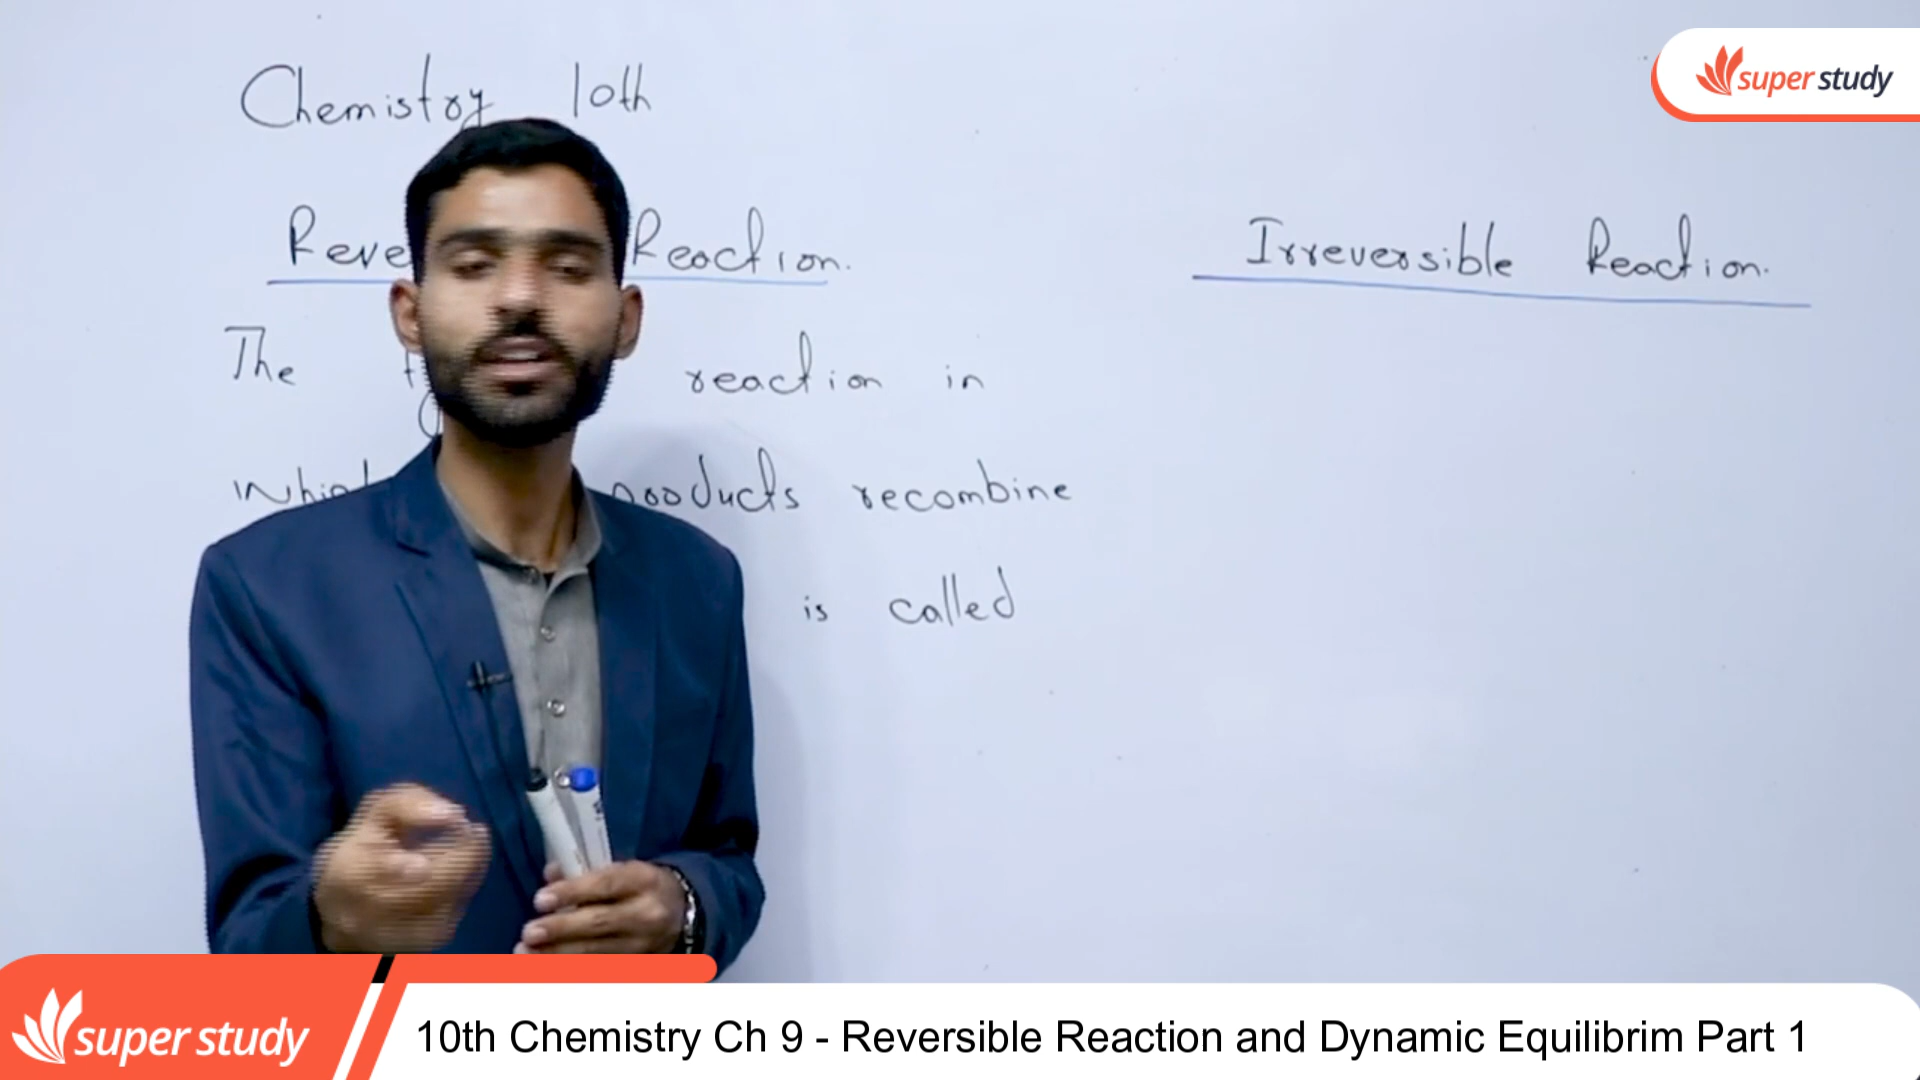 Chemistry 10th
super study
Reaction.
Irreversible Reaction.
The reaction in
products recombine
is called
super study
10th Chemistry Ch 9 - Reversible Reaction and Dynamic Equilibrim Part 1